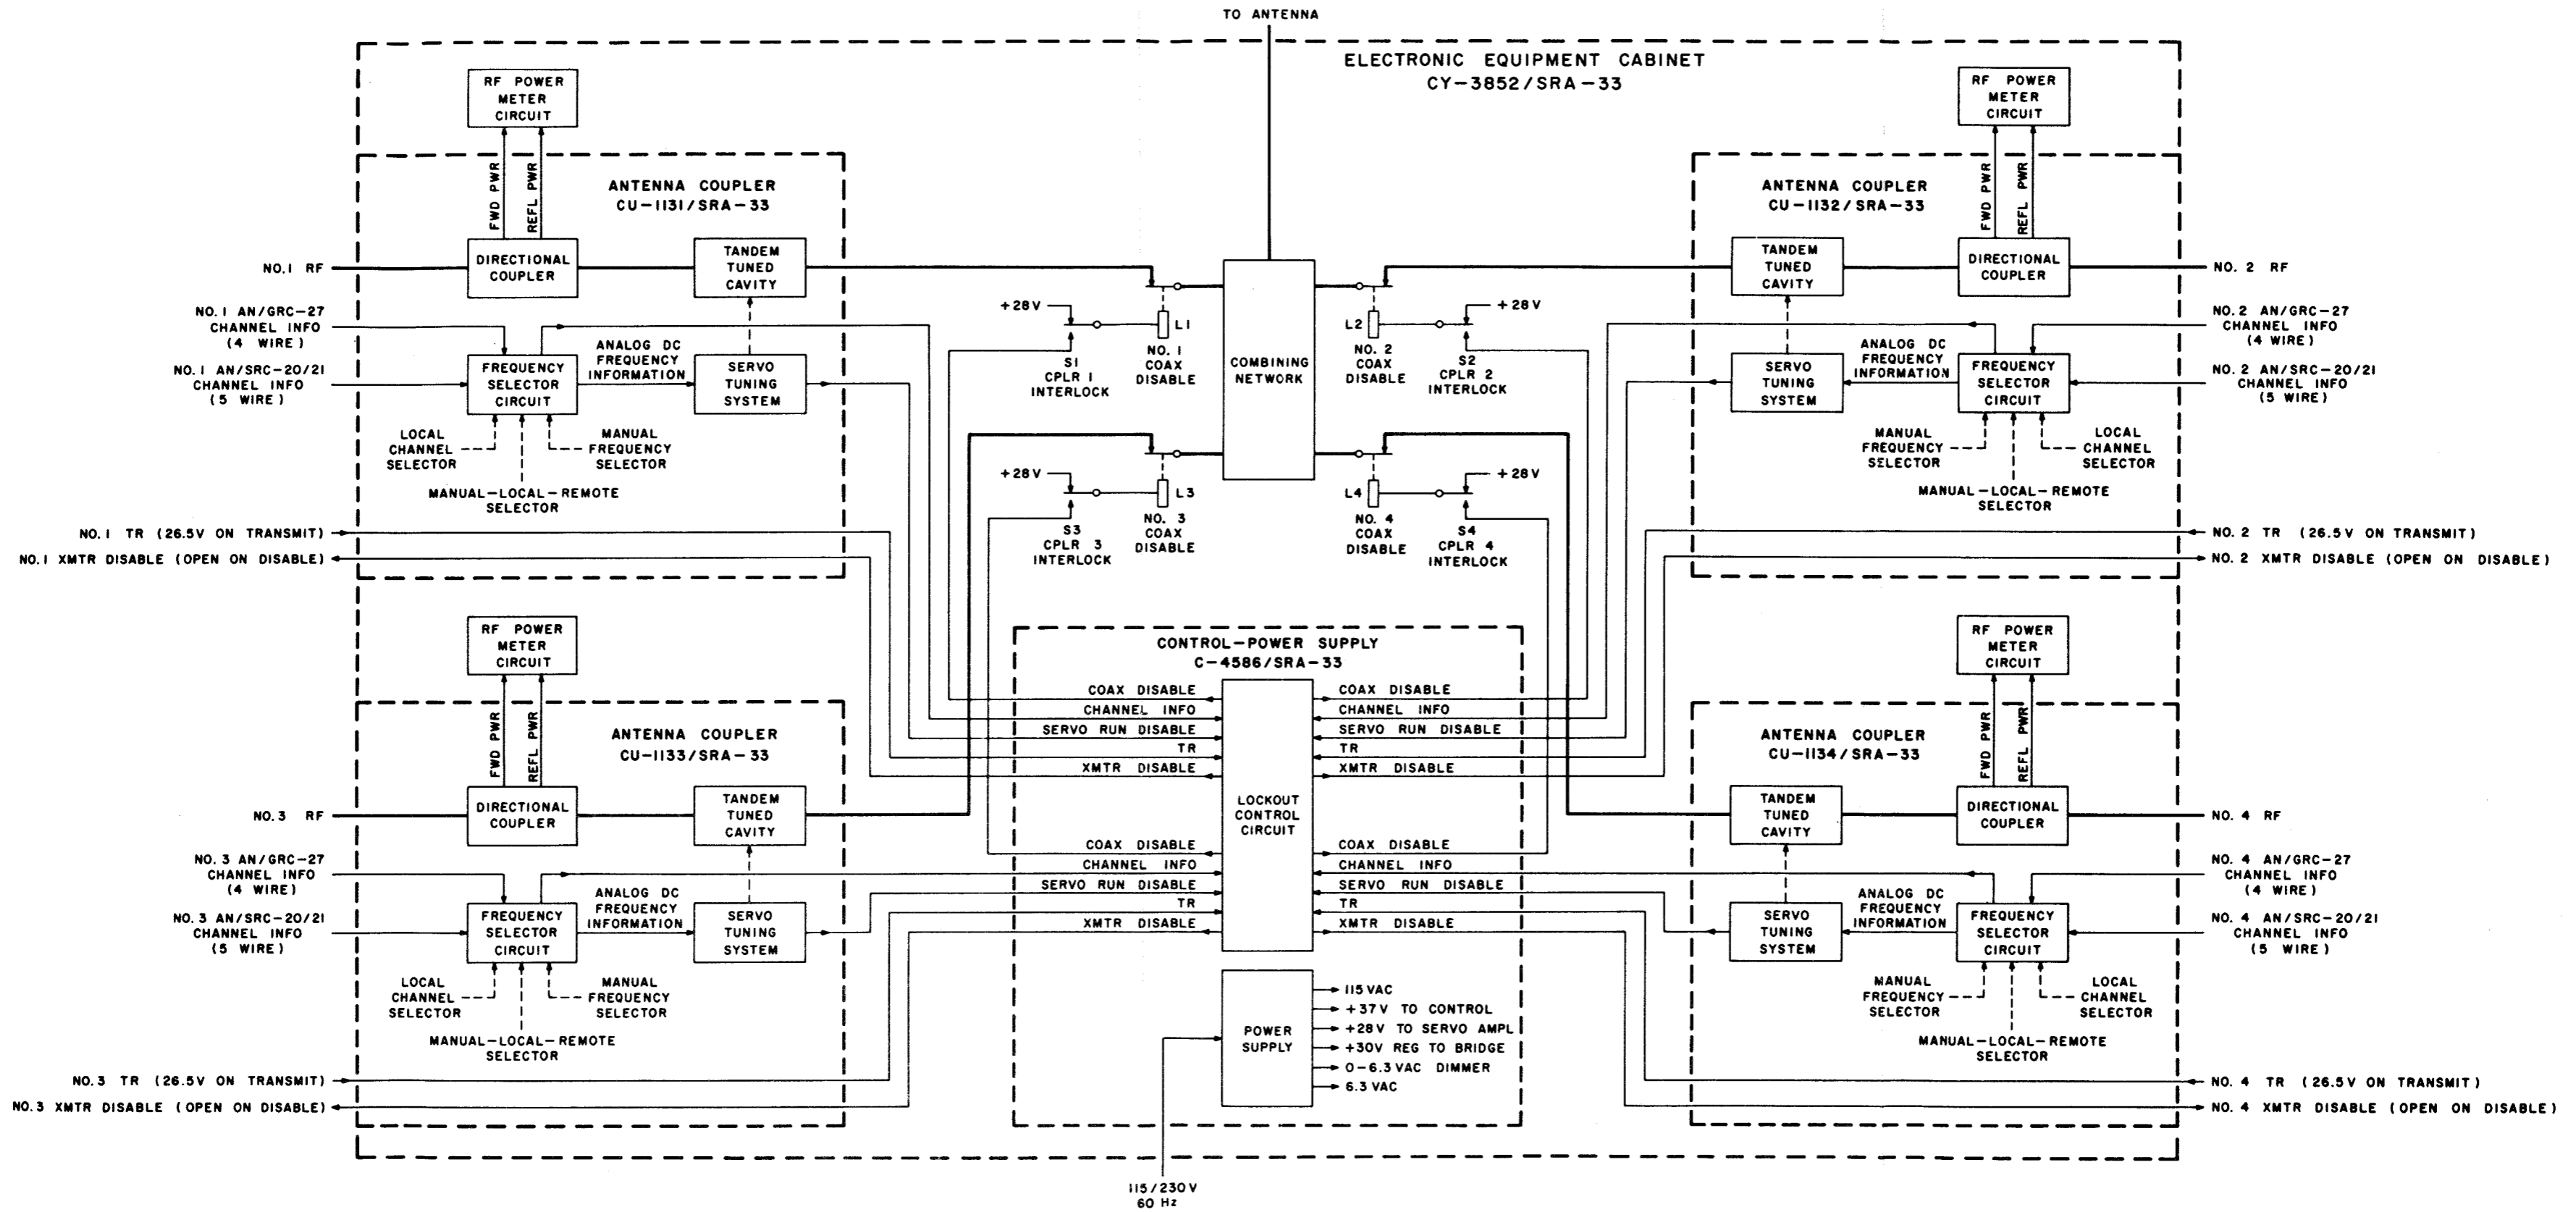 TO ANTENNA
ELECTRONIC EQUIPMENT CABINET
CY-3852/SRA-33
RF POWER
METER
CIRCUIT
FWD PWR
REFL PWR
ANTENNA COUPLER
CU-1131/SRA-33
NO.1 RF
DIRECTIONAL
COUPLER
TANDEM
TUNED
CAVITY
NO.1 AN/GRC-27
CHANNEL INFO
(4 WIRE)
NO.1 AN/SRC-20/21
CHANNEL INFO
(5 WIRE)
FREQUENCY
SELECTOR
CIRCUIT
ANALOG DC
FREQUENCY
INFORMATION
SERVO
TUNING
SYSTEM
LOCAL
CHANNEL
SELECTOR
MANUAL
FREQUENCY
SELECTOR
MANUAL-LOCAL-REMOTE
SELECTOR
NO.1 TR (26.5V ON TRANSMIT)
NO.1 XMTR DISABLE (OPEN ON DISABLE)
+28V
S1
CPLR 1
INTERLOCK
L1
NO. 1
COAX
DISABLE
COMBINING
NETWORK
L2
NO. 2
COAX
DISABLE
+28V
S2
CPLR 2
INTERLOCK
+28V
S3
CPLR 3
INTERLOCK
L3
NO. 3
COAX
DISABLE
L4
NO. 4
COAX
DISABLE
+28V
S4
CPLR 4
INTERLOCK
RF POWER
METER
CIRCUIT
FWD PWR
REFL PWR
ANTENNA COUPLER
CU-1132/SRA-33
TANDEM
TUNED
CAVITY
DIRECTIONAL
COUPLER
NO. 2 RF
NO.2 AN/GRC-27
CHANNEL INFO
(4 WIRE)
NO. 2 AN/SRC-20/21
CHANNEL INFO
(5 WIRE)
SERVO
TUNING
SYSTEM
ANALOG DC
FREQUENCY
INFORMATION
FREQUENCY
SELECTOR
CIRCUIT
MANUAL
FREQUENCY
SELECTOR
LOCAL
CHANNEL
SELECTOR
MANUAL-LOCAL-REMOTE
SELECTOR
NO.2 TR (26.5V ON TRANSMIT)
NO. 2 XMTR DISABLE (OPEN ON DISABLE)
RF POWER
METER
CIRCUIT
FWD PWR
REFL PWR
ANTENNA COUPLER
CU-1133/SRA-33
NO.3 RF
DIRECTIONAL
COUPLER
TANDEM
TUNED
CAVITY
NO.3 AN/GRC-27
CHANNEL INFO
(4 WIRE)
NO.3 AN/SRC-20/21
CHANNEL INFO
(5 WIRE)
FREQUENCY
SELECTOR
CIRCUIT
ANALOG DC
FREQUENCY
INFORMATION
SERVO
TUNING
SYSTEM
LOCAL
CHANNEL
SELECTOR
MANUAL
FREQUENCY
SELECTOR
MANUAL-LOCAL-REMOTE
SELECTOR
NO.3 TR (26.5V ON TRANSMIT)
NO.3 XMTR DISABLE (OPEN ON DISABLE)
CONTROL-POWER SUPPLY
C-4586/SRA-33
COAX DISABLE
CHANNEL INFO
SERVO RUN DISABLE
TR
XMTR DISABLE
COAX DISABLE
CHANNEL INFO
SERVO RUN DISABLE
TR
XMTR DISABLE
LOCKOUT
CONTROL
CIRCUIT
COAX DISABLE
CHANNEL INFO
SERVO RUN DISABLE
TR
XMTR DISABLE
COAX DISABLE
CHANNEL INFO
SERVO RUN DISABLE
TR
XMTR DISABLE
POWER
SUPPLY
115VAC
+37V TO CONTROL
+28V TO SERVO AMPL
+30V REG TO BRIDGE
0-6.3VAC DIMMER
6.3VAC
115/230V
60 Hz
RF POWER
METER
CIRCUIT
FWD PWR
REFL PWR
ANTENNA COUPLER
CU-1134/SRA-33
TANDEM
TUNED
CAVITY
DIRECTIONAL
COUPLER
NO. 4 RF
NO. 4 AN/GRC-27
CHANNEL INFO
(4 WIRE)
NO. 4 AN/SRC-20/21
CHANNEL INFO
(5 WIRE)
SERVO
TUNING
SYSTEM
ANALOG DC
FREQUENCY
INFORMATION
FREQUENCY
SELECTOR
CIRCUIT
MANUAL
FREQUENCY
SELECTOR
LOCAL
CHANNEL
SELECTOR
MANUAL-LOCAL-REMOTE
SELECTOR
NO. 4 TR (26.5V ON TRANSMIT)
NO. 4 XMTR DISABLE (OPEN ON DISABLE)